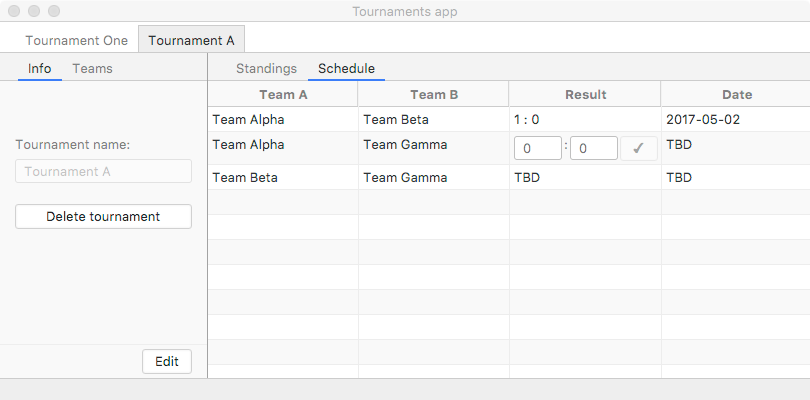 Tournaments app
Tournament One Tournament A
Info Teams
Tournament name:
Tournament A
Delete tournament
Edit
Standings Schedule
Team A Team B Result Date
Team Alpha Team Beta 1 : 0 2017-05-02
Team Alpha Team Gamma 0 : 0 ✓ TBD
Team Beta Team Gamma TBD TBD